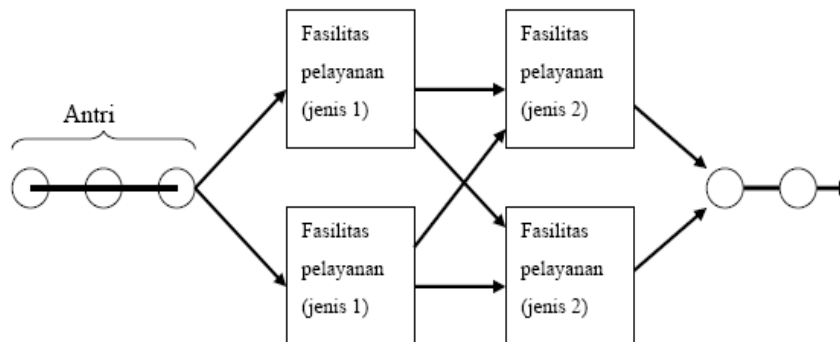 Antri
Fasilitas
pelayanan
(jenis 1)
Fasilitas
pelayanan
(jenis 2)
Fasilitas
pelayanan
(jenis 1)
Fasilitas
pelayanan
(jenis 2)